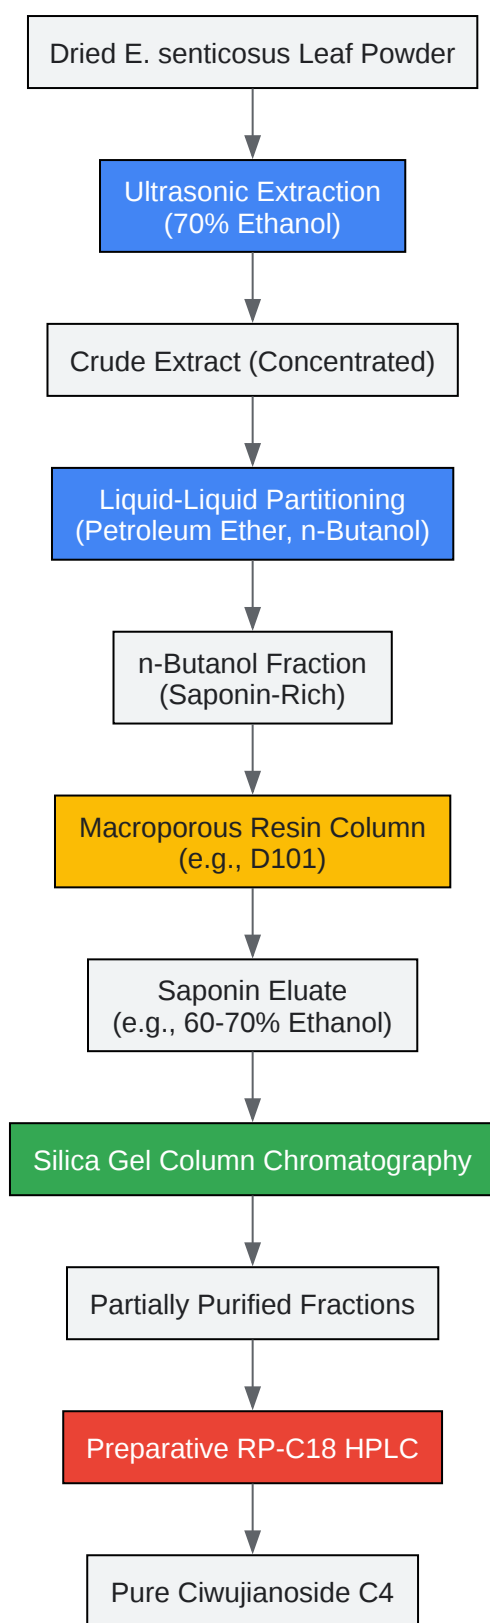 Dried E. senticosus Leaf Powder
Ultrasonic Extraction
(70% Ethanol)
Crude Extract (Concentrated)
Liquid-Liquid Partitioning
(Petroleum Ether, n-Butanol)
n-Butanol Fraction
(Saponin-Rich)
Macroporous Resin Column
(e.g., D101)
Saponin Eluate
(e.g., 60-70% Ethanol)
Silica Gel Column Chromatography
Partially Purified Fractions
Preparative RP-C18 HPLC
Pure Ciwujianoside C4